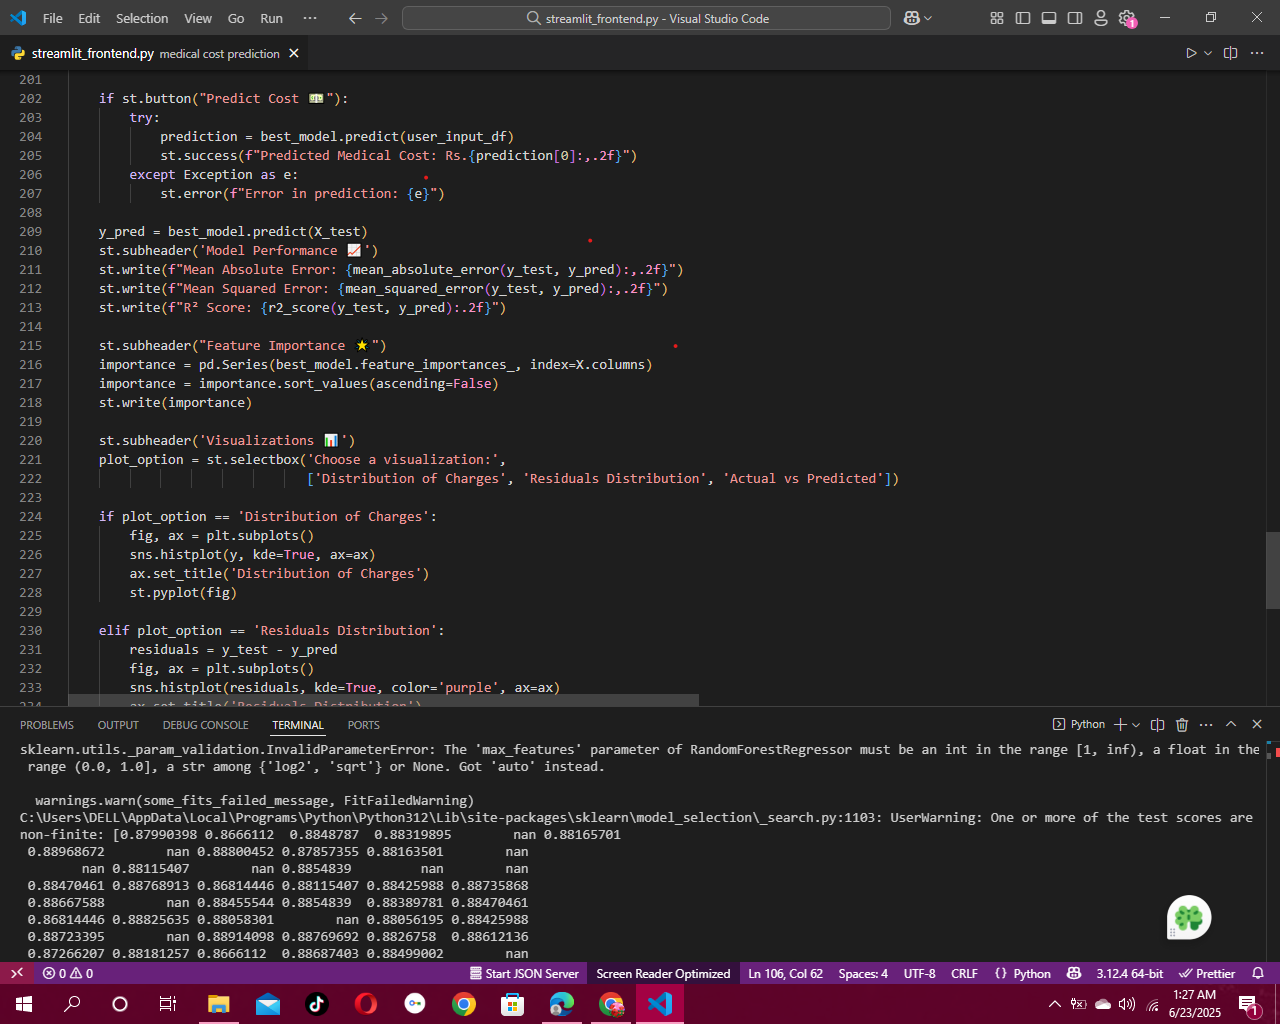 File Edit Selection View Go Run ··· streamlit_frontend.py - Visual Studio Code
streamlit_frontend.py medical cost prediction
201
202 if st.button("Predict Cost 💵"):
203 try:
204 prediction = best_model.predict(user_input_df)
205 st.success(f"Predicted Medical Cost: Rs.{prediction[0]:,.2f}")
206 except Exception as e:
207 st.error(f"Error in prediction: {e}")
208
209 y_pred = best_model.predict(X_test)
210 st.subheader('Model Performance 📈')
211 st.write(f"Mean Absolute Error: {mean_absolute_error(y_test, y_pred):,.2f}")
212 st.write(f"Mean Squared Error: {mean_squared_error(y_test, y_pred):,.2f}")
213 st.write(f"R² Score: {r2_score(y_test, y_pred):.2f}")
214
215 st.subheader("Feature Importance ⭐")
216 importance = pd.Series(best_model.feature_importances_, index=X.columns)
217 importance = importance.sort_values(ascending=False)
218 st.write(importance)
219
220 st.subheader('Visualizations 📊')
221 plot_option = st.selectbox('Choose a visualization:',
222 ['Distribution of Charges', 'Residuals Distribution', 'Actual vs Predicted'])
223
224 if plot_option == 'Distribution of Charges':
225 fig, ax = plt.subplots()
226 sns.histplot(y, kde=True, ax=ax)
227 ax.set_title('Distribution of Charges')
228 st.pyplot(fig)
229
230 elif plot_option == 'Residuals Distribution':
231 residuals = y_test - y_pred
232 fig, ax = plt.subplots()
233 sns.histplot(residuals, kde=True, color='purple', ax=ax)
234 ax.set_title('Residuals Distribution')
PROBLEMS OUTPUT DEBUG CONSOLE TERMINAL PORTS Python
sklearn.utils._param_validation.InvalidParameterError: The 'max_features' parameter of RandomForestRegressor must be an int in the range [1, inf), a float in the
range (0.0, 1.0], a str among {'log2', 'sqrt'} or None. Got 'auto' instead.
warnings.warn(some_fits_failed_message, FitFailedWarning)
C:\Users\DELL\AppData\Local\Programs\Python\Python312\Lib\site-packages\sklearn\model_selection\_search.py:1103: UserWarning: One or more of the test scores are
non-finite: [0.87990398 0.8666112 0.8848787 0.88319895 nan 0.88165701
0.88968672 nan 0.88800452 0.87857355 0.88163501 nan
nan 0.88115407 nan 0.8854839 nan nan
0.88470461 0.88768913 0.86814446 0.88115407 0.88425988 0.88735868
0.88667588 nan 0.88455544 0.8854839 0.88389781 0.88470461
0.86814446 0.88825635 0.88058301 nan 0.88056195 0.88425988
0.88723395 nan 0.88914098 0.88769692 0.8826758 0.88612136
0.87266207 0.88181257 0.8666112 0.88687403 0.88499002 nan
0 0 Start JSON Server Screen Reader Optimized Ln 106, Col 62 Spaces: 4 UTF-8 CRLF {} Python 3.12.4 64-bit Prettier
1:27 AM
6/23/2025
1
1